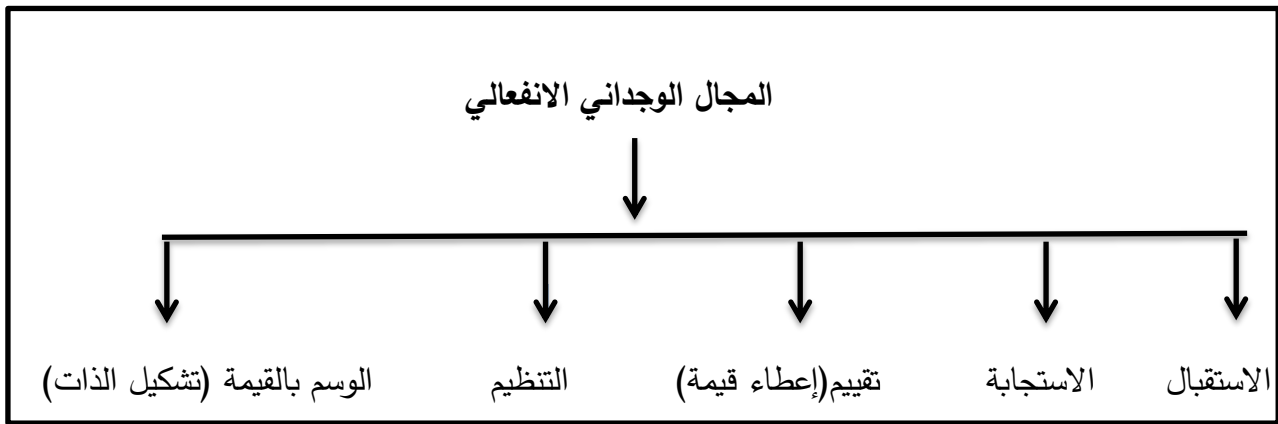 المجال الوجداني الانفعالي
الاستقبال الاستجابة تقييم(إعطاء قيمة) التنظيم الوسم بالقيمة (تشكيل الذات)